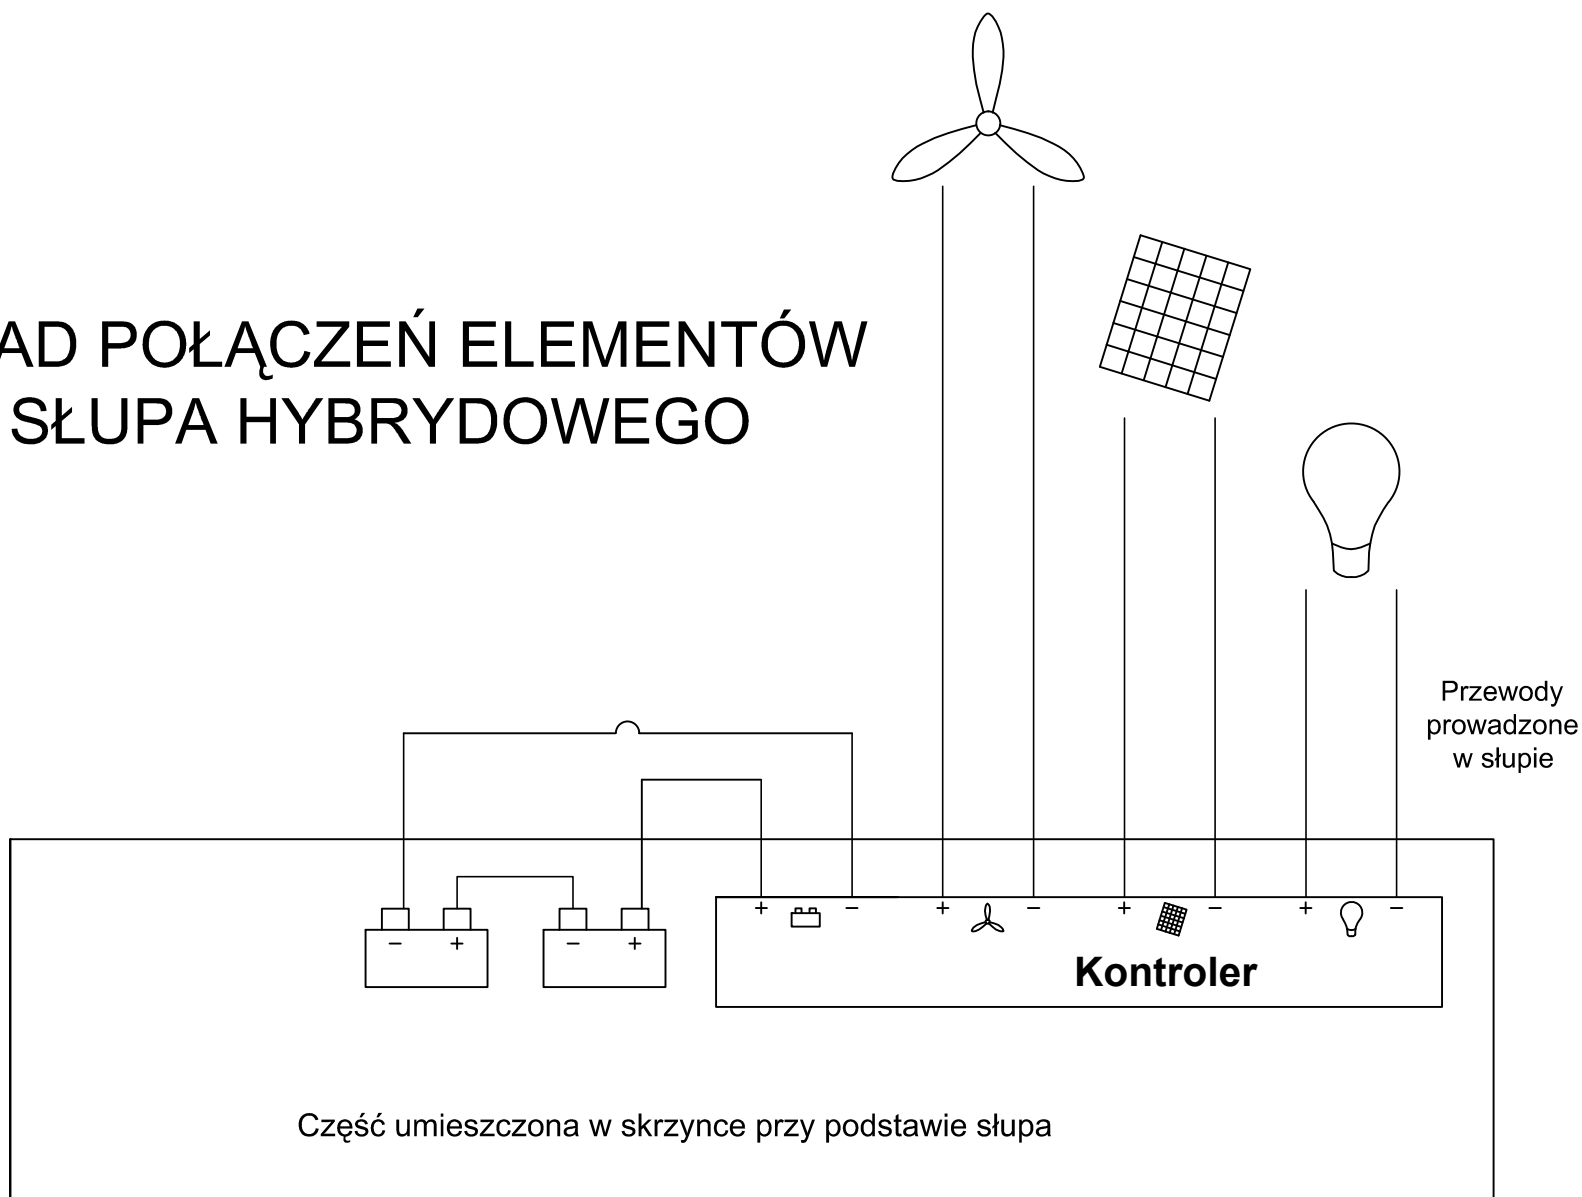 AD POŁĄCZEŃ ELEMENTÓW
SŁUPA HYBRYDOWEGO
Przewody
prowadzone
w słupie
+ − + − + − + −
− + − +
Kontroler
Część umieszczona w skrzynce przy podstawie słupa